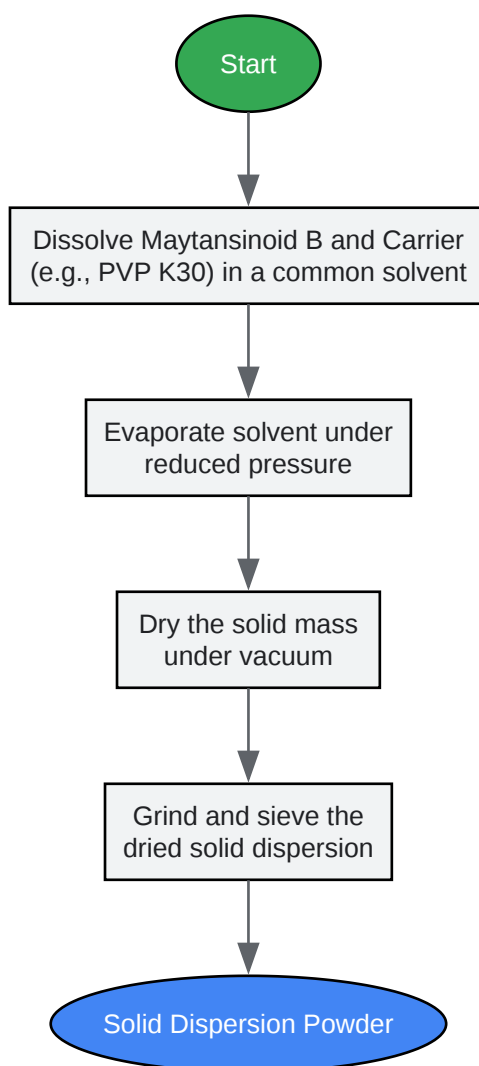 Start
Dissolve Maytansinoid B and Carrier
(e.g., PVP K30) in a common solvent
Evaporate solvent under
reduced pressure
Dry the solid mass
under vacuum
Grind and sieve the
dried solid dispersion
Solid Dispersion Powder